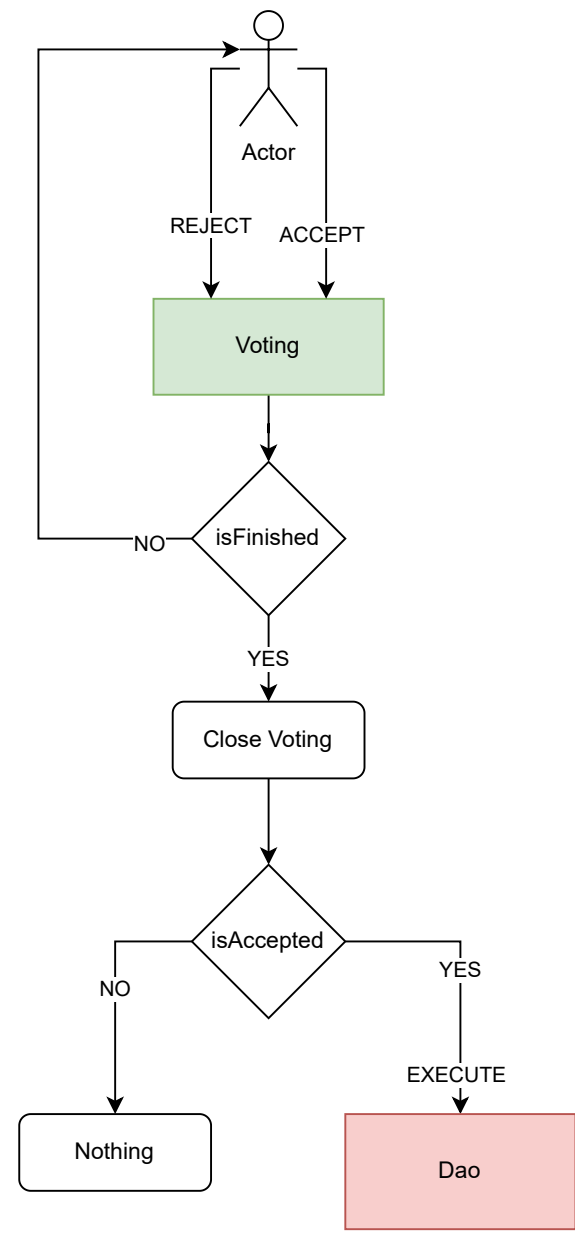 Actor
REJECT
ACCEPT
Voting
isFinished
NO
YES
Close Voting
isAccepted
YES
NO
EXECUTE
Nothing
Dao